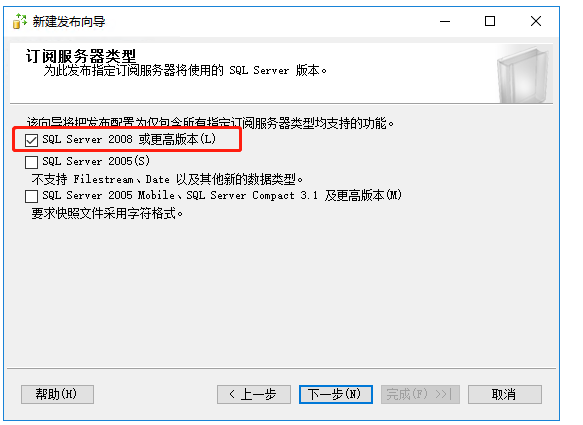 新建发布向导
订阅服务器类型
为此发布指定订阅服务器将使用的 SQL Server 版本。
该向导将把发布配置为仅包含所有指定订阅服务器类型均支持的功能。
SQL Server 2008 或更高版本(L)
SQL Server 2005(S)
不支持 Filestream、Date 以及其他新的数据类型。
SQL Server 2005 Mobile、SQL Server Compact 3.1 及更高版本(M)
要求快照文件采用字符格式。
帮助(H)
< 上一步
下一步(N)
完成(F) >>|
取消